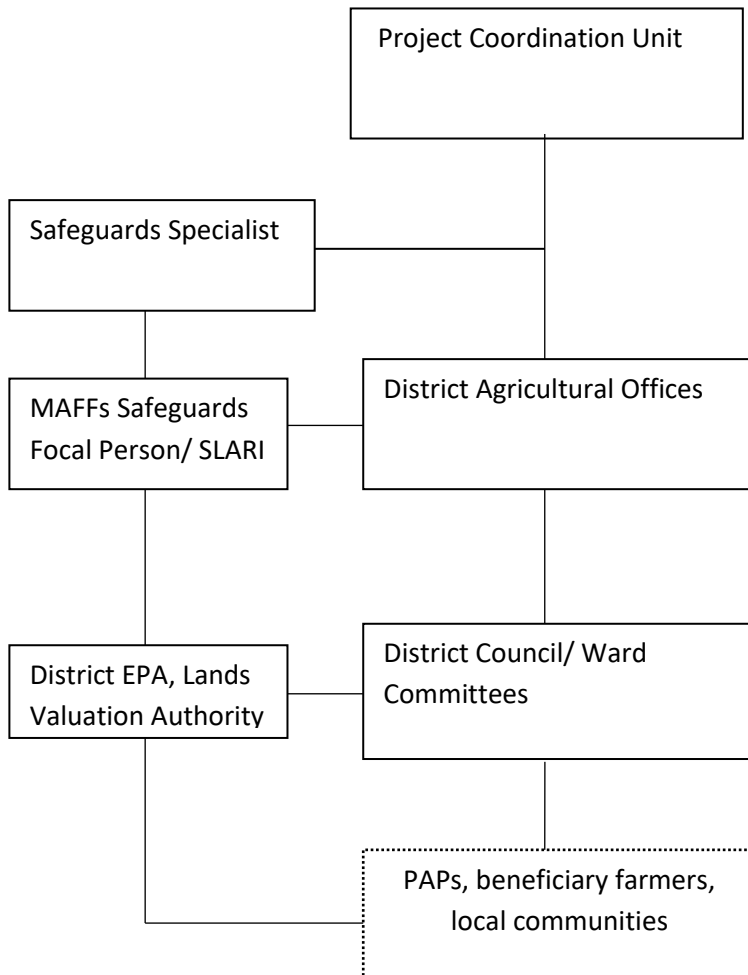 Project Coordination Unit
Safeguards Specialist
MAFFs Safeguards
Focal Person/ SLARI
District Agricultural Offices
District EPA, Lands
Valuation Authority
District Council/ Ward
Committees
PAPs, beneficiary farmers,
local communities